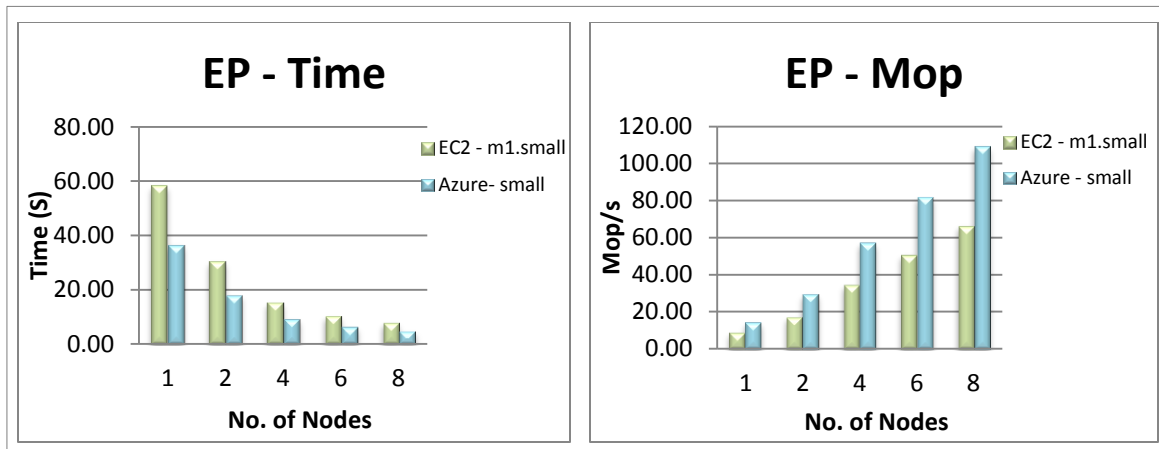 EP - Time
80.00
60.00
40.00
20.00
0.00
Time (S)
1 2 4 6 8
No. of Nodes
EC2 - m1.small
Azure- small
EP - Mop
120.00
100.00
80.00
60.00
40.00
20.00
0.00
Mop/s
1 2 4 6 8
No. of Nodes
EC2 - m1.small
Azure - small